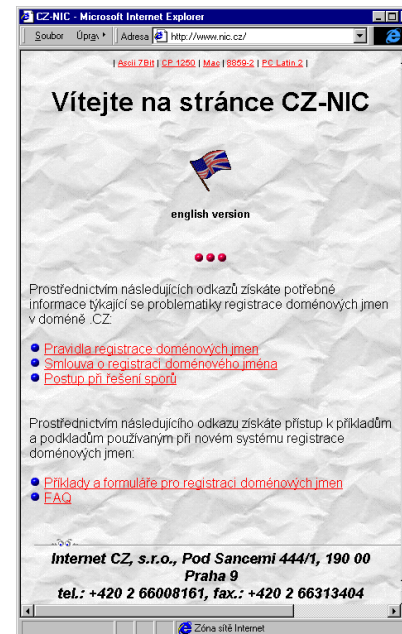 CZ-NIC - Microsoft Internet Explorer
Soubor Úprav Adresa http://www.nic.cz/
| Ascii 7Bit | CP 1250 | Mac | 8859-2 | PC Latin 2 |
Vítejte na stránce CZ-NIC
english version
Prostřednictvím následujících odkazů získáte potřebné
informace týkající se problematiky registrace doménových jmen
v doméně .CZ:
Pravidla registrace doménových jmen
Smlouva o registraci doménového jména
Postup při řešení sporů
Prostřednictvím následujícího odkazu získáte přístup k příkladům
a podkladům používaným při novém systému registrace
doménových jmen:
Příklady a formuláře pro registraci doménových jmen
FAQ
Internet CZ, s.r.o., Pod Sancemi 444/1, 190 00
Praha 9
tel.: +420 2 66008161, fax.: +420 2 66313404
Zóna sítě Internet